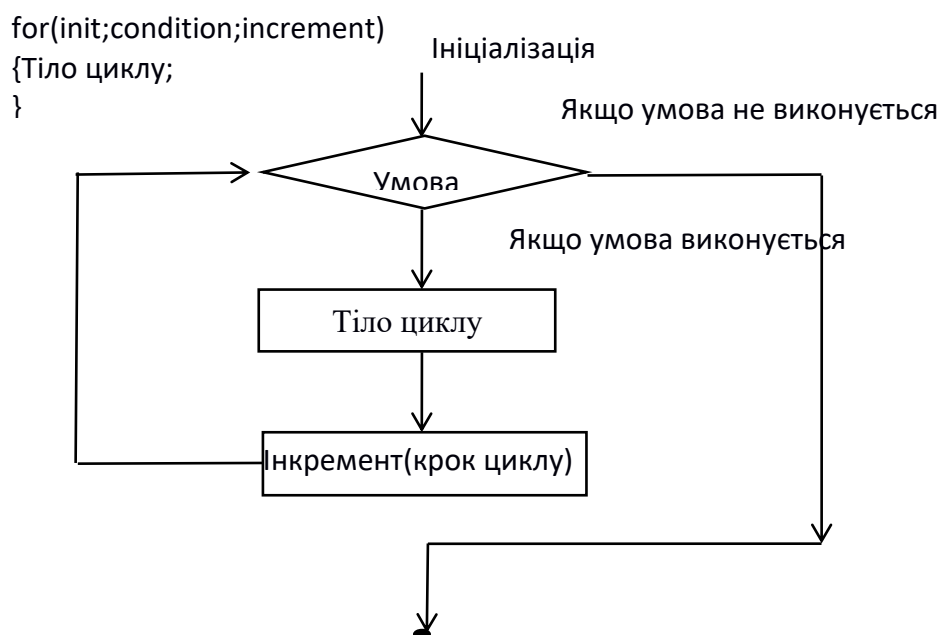 for(init;condition;increment)
{Тіло циклу;
}
Ініціалізація
Якщо умова не виконується
Умова
Якщо умова виконується
Тіло циклу
Інкремент(крок циклу)